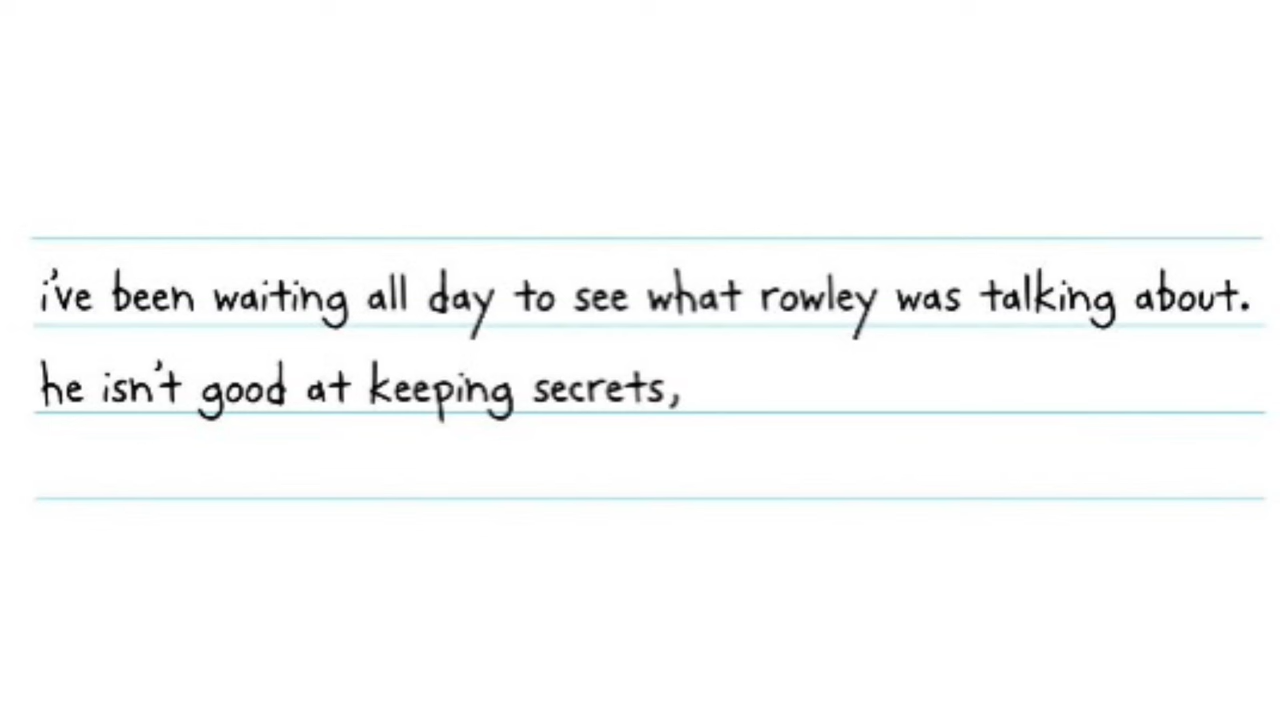 i've been waiting all day to see what rowley was talking about.
he isn't good at keeping secrets,